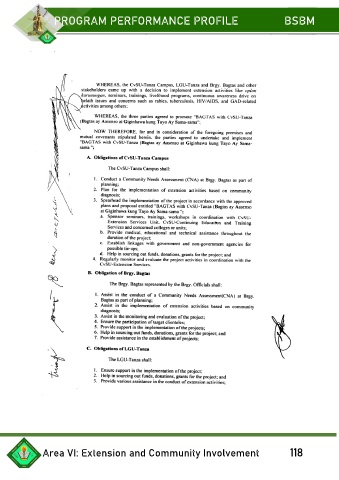 PROGRAM PERFORMANCE PROFILE BSBM
WHEREAS, the CvSU-Tanza Campus, LGU-Tanza and Brgy. Bagtas and other
stakeholders came up with a decision to implement extension activities like
seminars, trainings, livelihood programs, continuous awareness drive on
health issues and concerns such as rabies, tuberculosis, HIV/AIDS, and GAD-related
activities among others;
WHEREAS, the three parties agreed to promote "BAGTAS with CvSU-Tanza
(Bagtas ay Asenso at Giginhawa kung Tayo Ay Sama-sama";
NOW THEREFORE, for and in consideration of the foregoing premises and
mutual covenants stipulated herein, the parties agreed to undertake and implement
"BAGTAS with CvSU-Tanza (Bagtas ay Asenso at Giginhawa kung Tayo Ay Sama-
sama ";
A. Obligations of CvSU-Tanza Campus
The CvSU-Tanza Campus shall:
1. Conduct a Community Needs Assessment (CNA) at Brgy. Bagtas as part of
planning;
2. Plan for the implementation of extension activities based on community
diagnosis;
3. Spearhead the implementation of the project in accordance with the approved
plans and proposal entitled "BAGTAS with CvSU-Tanza (Bagtas ay Asenso
at Giginhawa kung Tayo Ay Sama-sama ";
a. Sponsor seminars, trainings, workshops in coordination with CvSU-
Extension Services Unit, CvSU-Continuing Education and Training
Services and concerned colleges or units;
b. Provide medical, educational and technical assistance throughout the
duration of the project;
c. Establish linkages with government and non-government agencies for
possible tie-ups;
d. Help in sourcing out funds, donations, grants for the project; and
4. Regularly monitor and evaluate the project activities in coordination with the
CvSU-Extension Services.
B. Obligation of Brgy. Bagtas
The Brgy. Bagtas represented by the Brgy. Officials shall:
1. Assist in the conduct of a Community Needs Assessment(CNA) at Brgy.
Bagtas as part of planning;
2. Assist in the implementation of extension activities based on community
diagnosis;
3. Assist in the monitoring and evaluation of the project;
4. Ensure the participation of target clienteles;
5. Provide support in the implementation of the projects;
6. Help in sourcing out funds, donations, grants for the project; and
7. Provide assistance in the establishment of projects;
C. Obligations of LGU-Tanza
The LGU-Tanza shall:
1. Ensure support in the implementation of the project;
2. Help in sourcing out funds, donations, grants for the project; and
3. Provide various assistance in the conduct of extension activities;
Area VI: Extension and Community Involvement 118